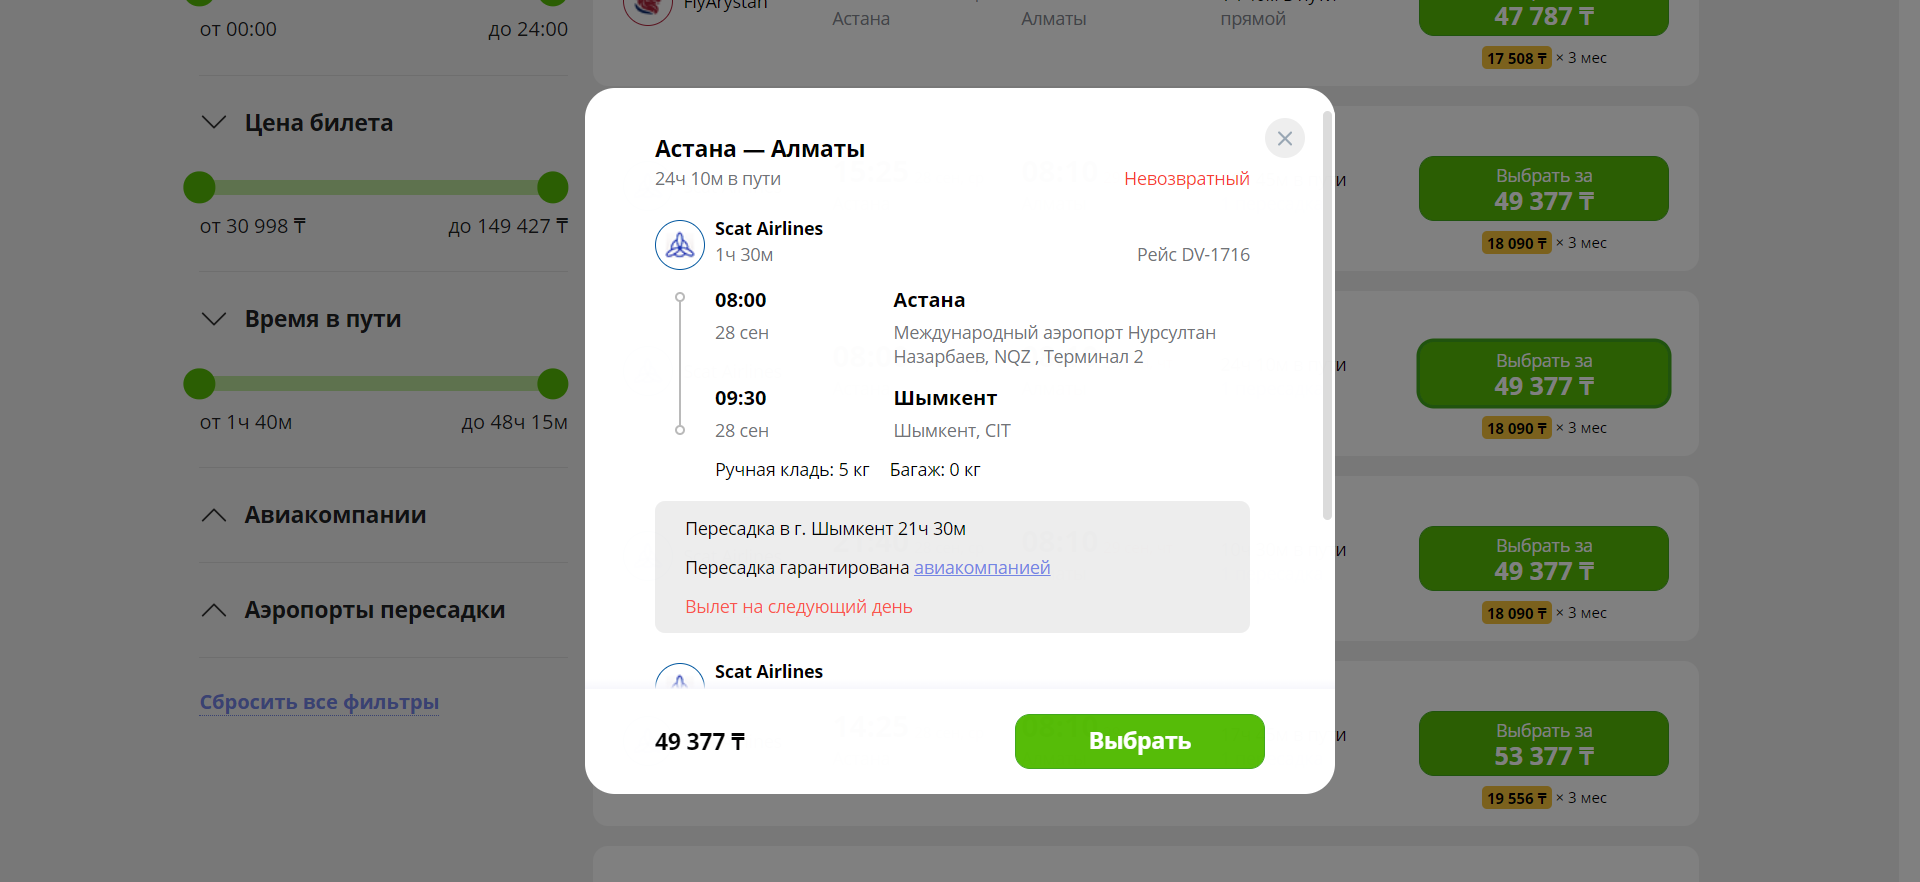 от 00:00
до 24:00
Цена билета
от 30 998 ₸
до 149 427 ₸
Время в пути
от 1ч 40м
до 48ч 15м
Авиакомпании
Аэропорты пересадки
Сбросить все фильтры
FlyArystan
Астана
Алматы
прямой
47 787 ₸
17 508 ₸ × 3 мес
Астана — Алматы
24ч 10м в пути
Невозвратный
Scat Airlines
1ч 30м
Рейс DV-1716
08:00
Астана
28 сен
Международный аэропорт Нурсултан
Назарбаев, NQZ , Терминал 2
09:30
Шымкент
28 сен
Шымкент, CIT
Ручная кладь: 5 кг
Багаж: 0 кг
Пересадка в г. Шымкент 21ч 30м
Пересадка гарантирована авиакомпанией
Вылет на следующий день
Scat Airlines
49 377 ₸
Выбрать
и
Выбрать за
49 377 ₸
18 090 ₸ × 3 мес
и
Выбрать за
49 377 ₸
18 090 ₸ × 3 мес
и
Выбрать за
49 377 ₸
18 090 ₸ × 3 мес
и
Выбрать за
53 377 ₸
19 556 ₸ × 3 мес